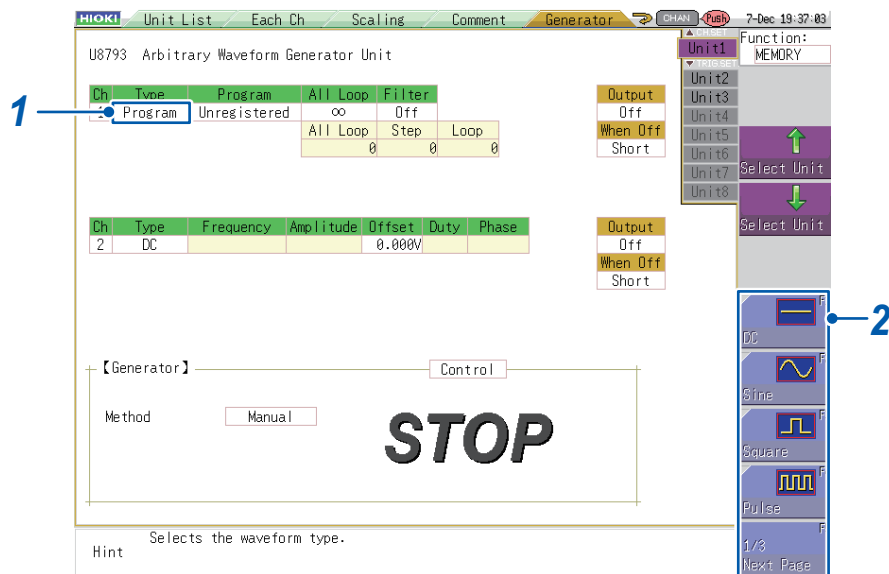 HIOKI Unit List Each Ch Scaling Comment Generator CHAN Push 7-Dec 19:37:03
U8793 Arbitrary Waveform Generator Unit
CH.SET
Unit1
TRIG.SET
Unit2
Unit3
Unit4
Unit5
Unit6
Unit7
Unit8
Function:
MEMORY
Select Unit
Select Unit
1
Ch Type Program All Loop Filter
1 Program Unregistered ∞ Off
All Loop Step Loop
0 0 0
Output
Off
When Off
Short
Ch Type Frequency Amplitude Offset Duty Phase
2 DC 0.000V
Output
Off
When Off
Short
2
F
DC
F
Sine
F
Square
F
Pulse
F
1/3
Next Page
【Generator】 Control
Method Manual
STOP
Hint Selects the waveform type.